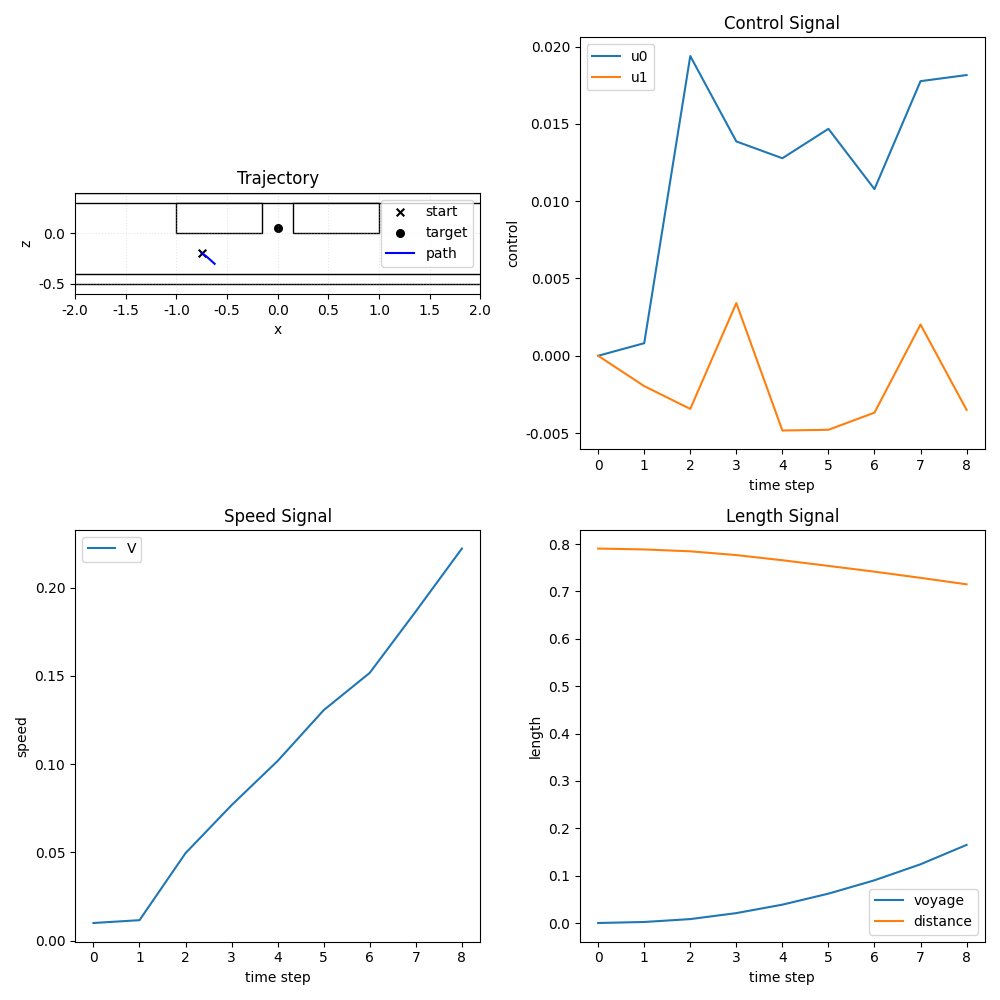 Trajectory
z
0.0
-0.5
start
target
path
-2.0 -1.5 -1.0 -0.5 0.0 0.5 1.0 1.5 2.0
x
Control Signal
control
0.020
0.015
0.010
0.005
0.000
-0.005
u0
u1
0 1 2 3 4 5 6 7 8
time step
Speed Signal
speed
0.20
0.15
0.10
0.05
0.00
V
0 1 2 3 4 5 6 7 8
time step
Length Signal
length
0.8
0.7
0.6
0.5
0.4
0.3
0.2
0.1
0.0
voyage
distance
0 1 2 3 4 5 6 7 8
time step